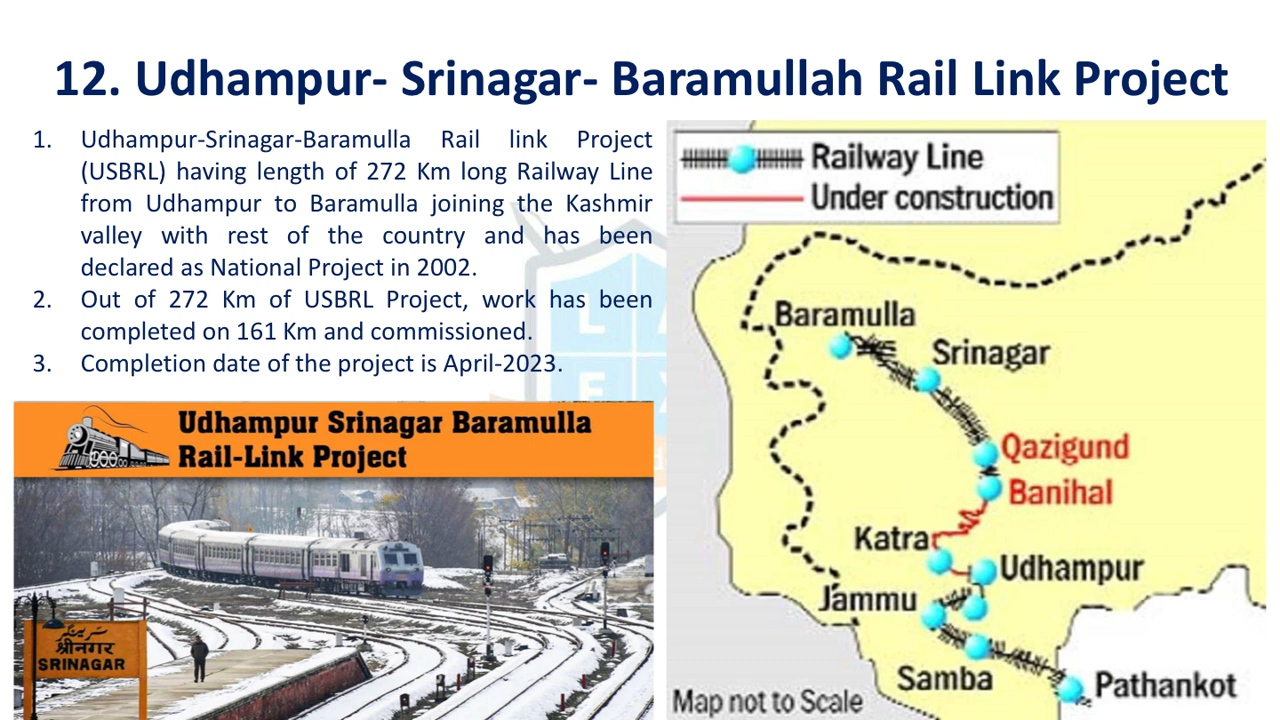 12. Udhampur- Srinagar- Baramullah Rail Link Project
1. Udhampur-Srinagar-Baramulla Rail link Project
(USBRL) having length of 272 Km long Railway Line
from Udhampur to Baramulla joining the Kashmir
valley with rest of the country and has been
declared as National Project in 2002.
2. Out of 272 Km of USBRL Project, work has been
completed on 161 Km and commissioned.
3. Completion date of the project is April-2023.
Udhampur Srinagar Baramulla
Rail-Link Project
سرینگر
श्रीनगर
SRINAGAR
Railway Line
Under construction
Baramulla
Srinagar
Qazigund
Banihal
Katra
Udhampur
Jammu
Samba
Pathankot
Map not to Scale